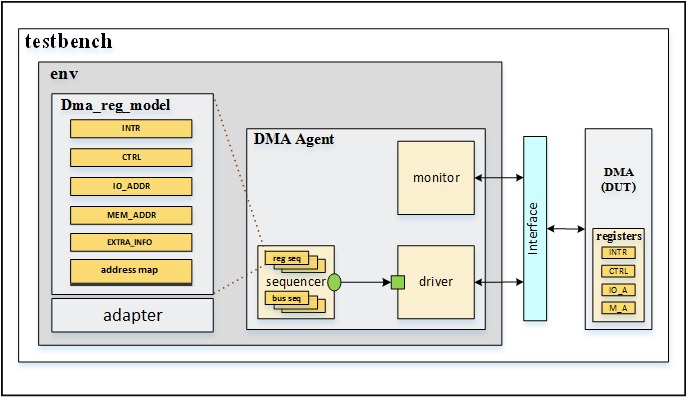 testbench
env
Dma_reg_model
INTR
CTRL
IO_ADDR
MEM_ADDR
EXTRA_INFO
address map
adapter
DMA Agent
monitor
reg seq
sequencer
bus seq
driver
Interface
DMA
(DUT)
registers
INTR
CTRL
IO_A
M_A